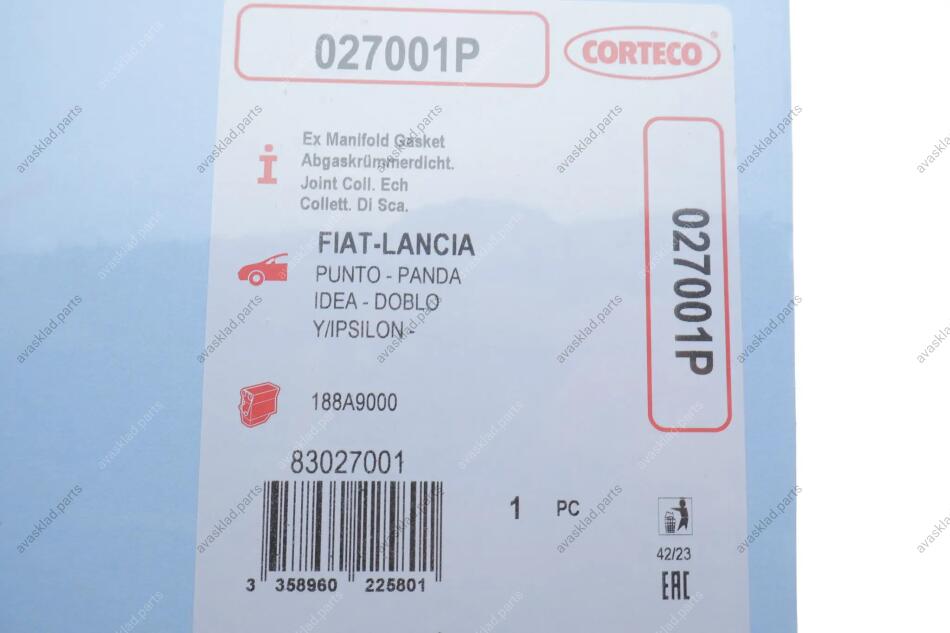 027001P
CORTECO®
Ex Manifold Gasket
Abgaskrümmerdicht.
Joint Coll. Ech
Collett. Di Sca.
027001P
FIAT-LANCIA
PUNTO - PANDA
IDEA - DOBLO
Y/IPSILON -
188A9000
83027001
1 PC
42/23
EAC
3 358960 225801
avasklad.parts